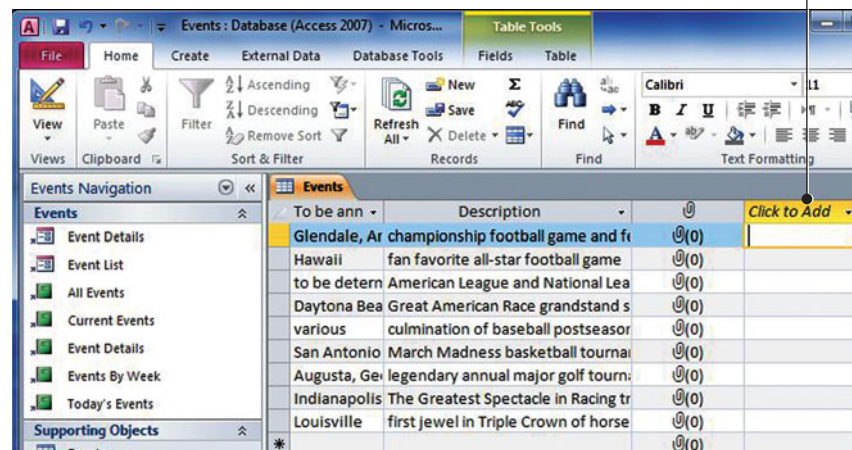 A Events : Database (Access 2007) - Micros... Table Tools
File Home Create External Data Database Tools Fields Table
View Paste Filter Ascending Descending Remove Sort Refresh All New Save Delete Σ ABC Find Calibri 11
B I U
A
Views Clipboard Sort & Filter Records Find Text Formatting
Events Navigation « Events
Events To be ann Description Click to Add
Event Details Glendale, Ar championship football game and fe (0)
Event List Hawaii fan favorite all-star football game (0)
All Events to be determ American League and National Lea (0)
Current Events Daytona Bea Great American Race grandstand s (0)
various culmination of baseball postseason (0)
Event Details San Antonio March Madness basketball tournar (0)
Events By Week Augusta, Geo legendary annual major golf tourna (0)
Today's Events Indianapolis The Greatest Spectacle in Racing tr (0)
Louisville first jewel in Triple Crown of horse (0)
Supporting Objects * (0)